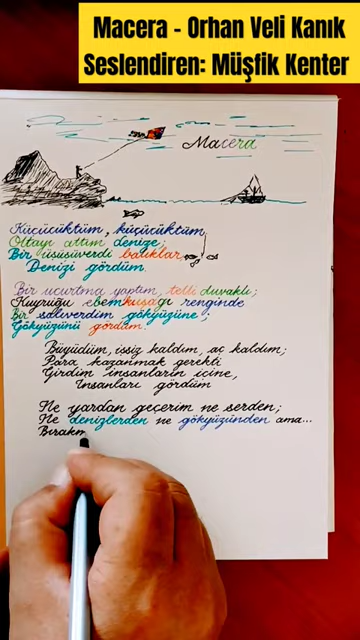 Macera - Orhan Veli Kanık
Seslendiren: Müşfik Kenter
Macera
Küçücüktüm, küçücüktüm,
Oltayı attım denize;
Bir üşüşüverdi balıklar
Denizi gördüm.
Bir uçurtma yaptım, telli duvaklı;
Kuyruğu ebemkuşağı renginde
Bir salıverdim gökyüzüne;
Gökyüzünü gördüm.
Büyüdüm, işsiz kaldım, aç kaldım;
Para kazanmak gerekti
Girdim insanların içine,
İnsanları gördüm
Ne yardan geçerim ne serden;
Ne denizlerden ne gökyüzünden ama...
Bırakm